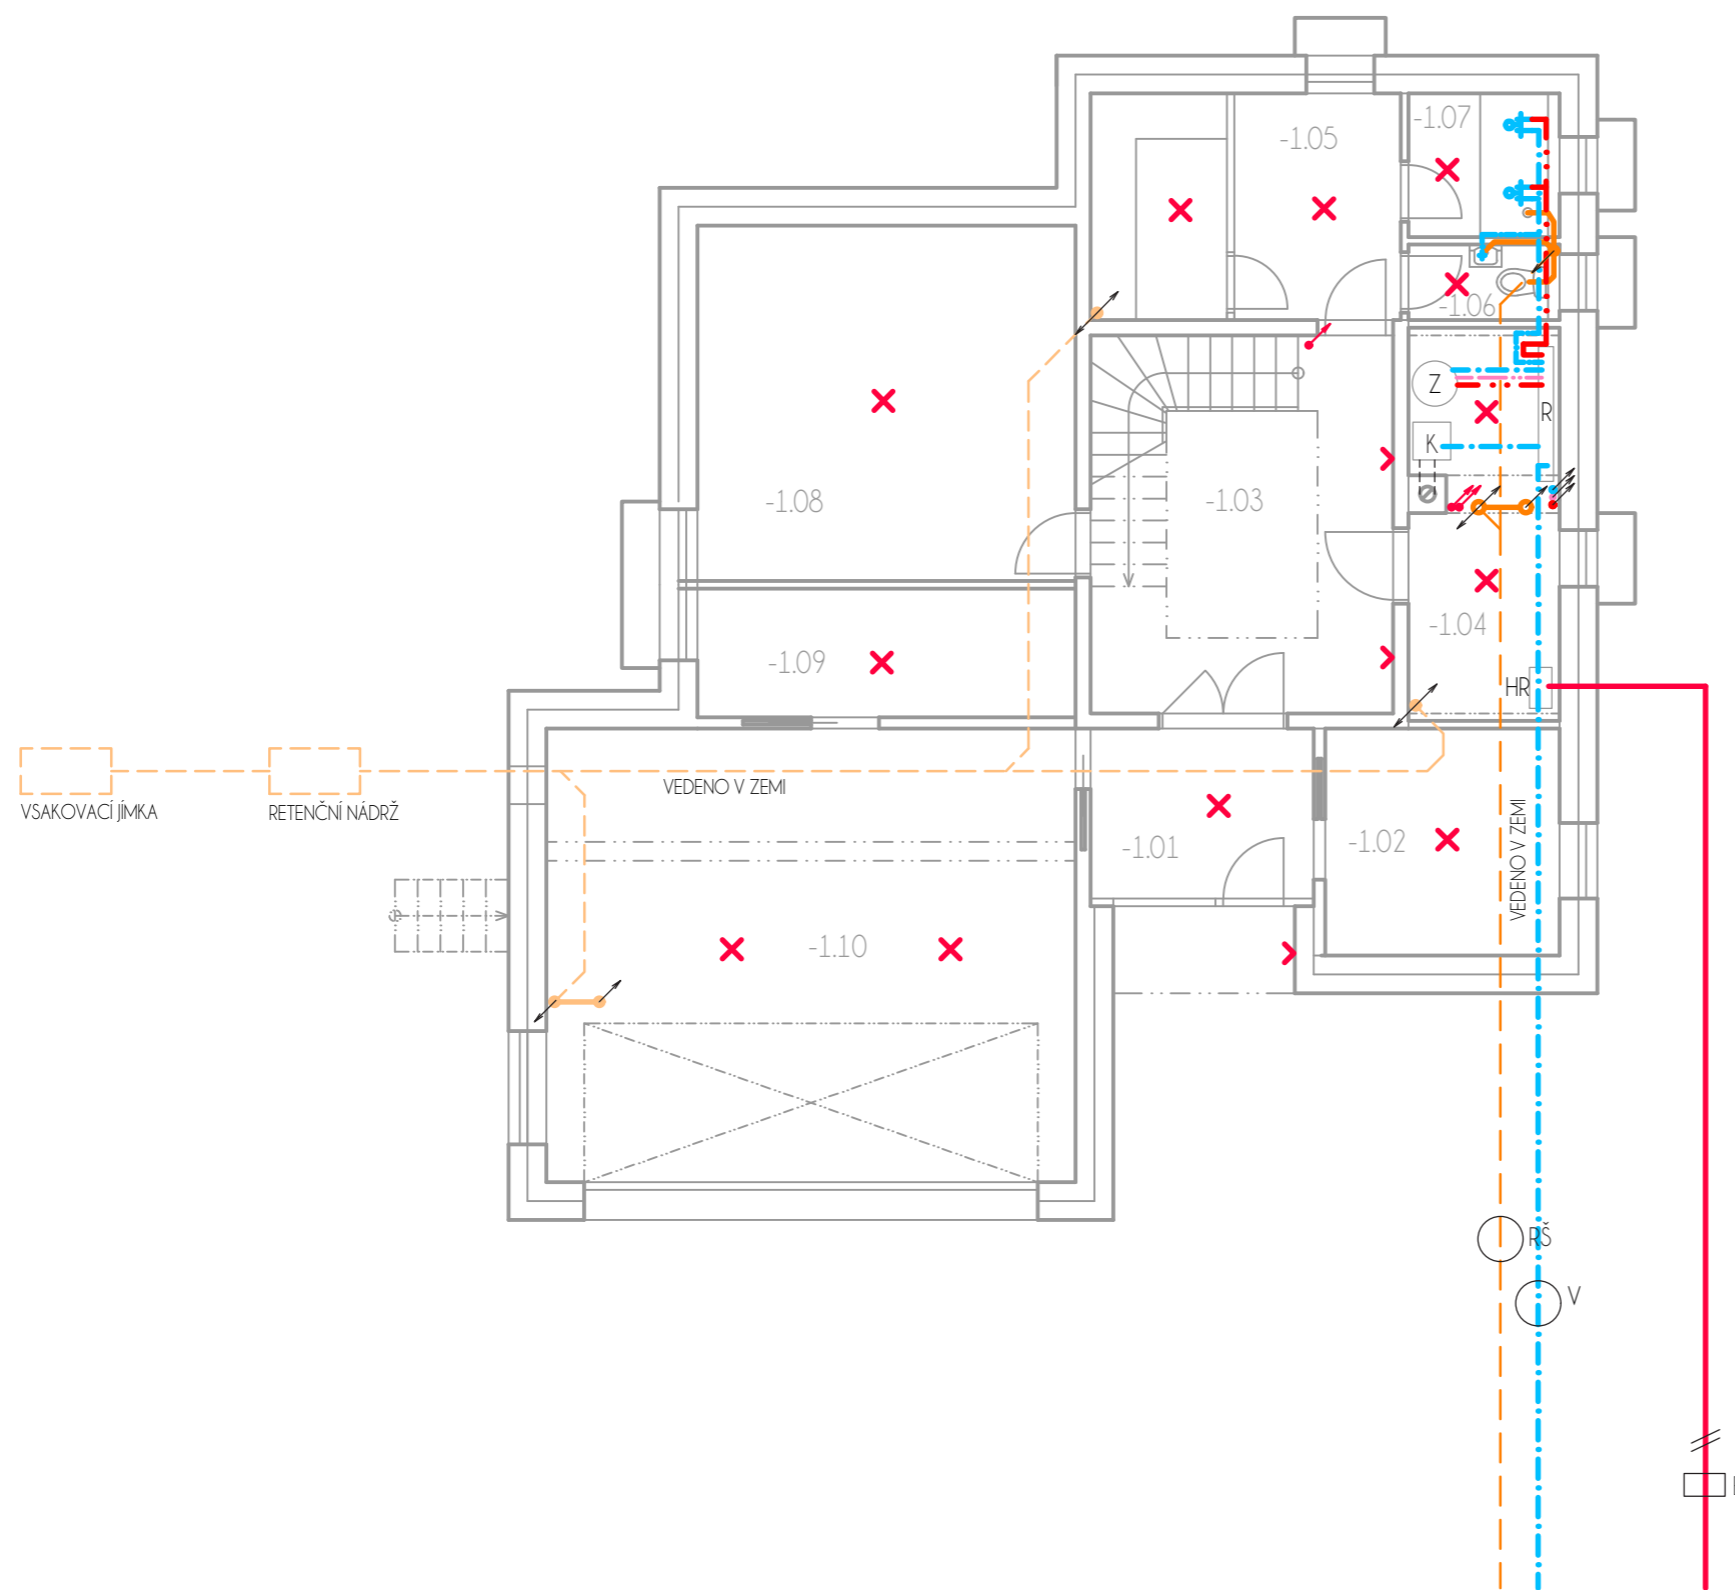 -1.07
-1.05
-1.06
Z
R
K
-1.08
-1.03
-1.04
-1.09
HR
VEDENO V ZEMI
VSAKOVACÍ JÍMKA
RETENČNÍ NÁDRŽ
-1.01
-1.02
VEDENO V ZEMI
-1.10
RŠ
V